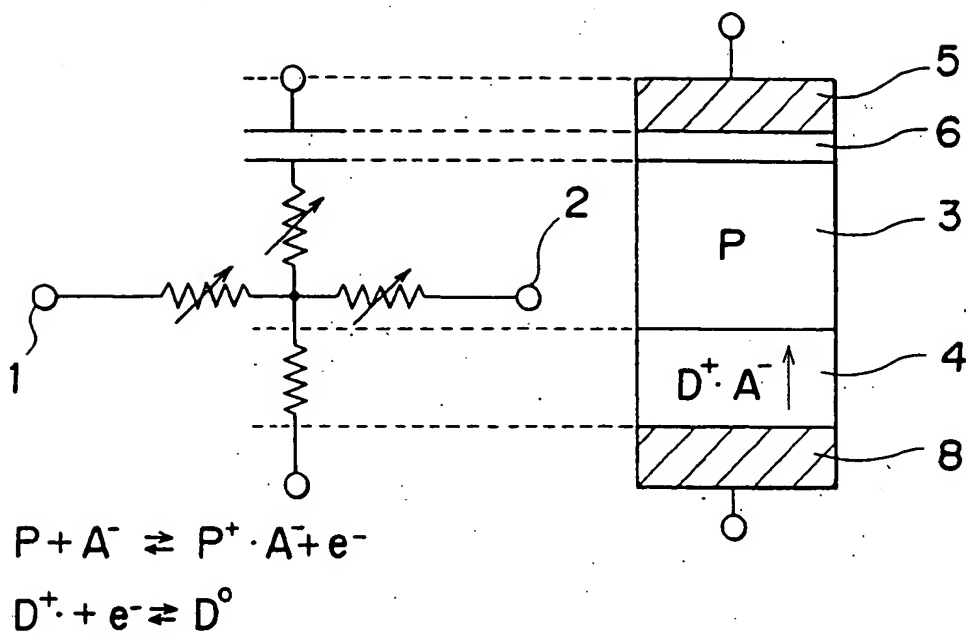 5
6
2
3
P
1
4
D⁺· A⁻
8
P + A⁻ ⇄ P⁺ · A⁻ + e⁻
D⁺· + e⁻ ⇄ D⁰